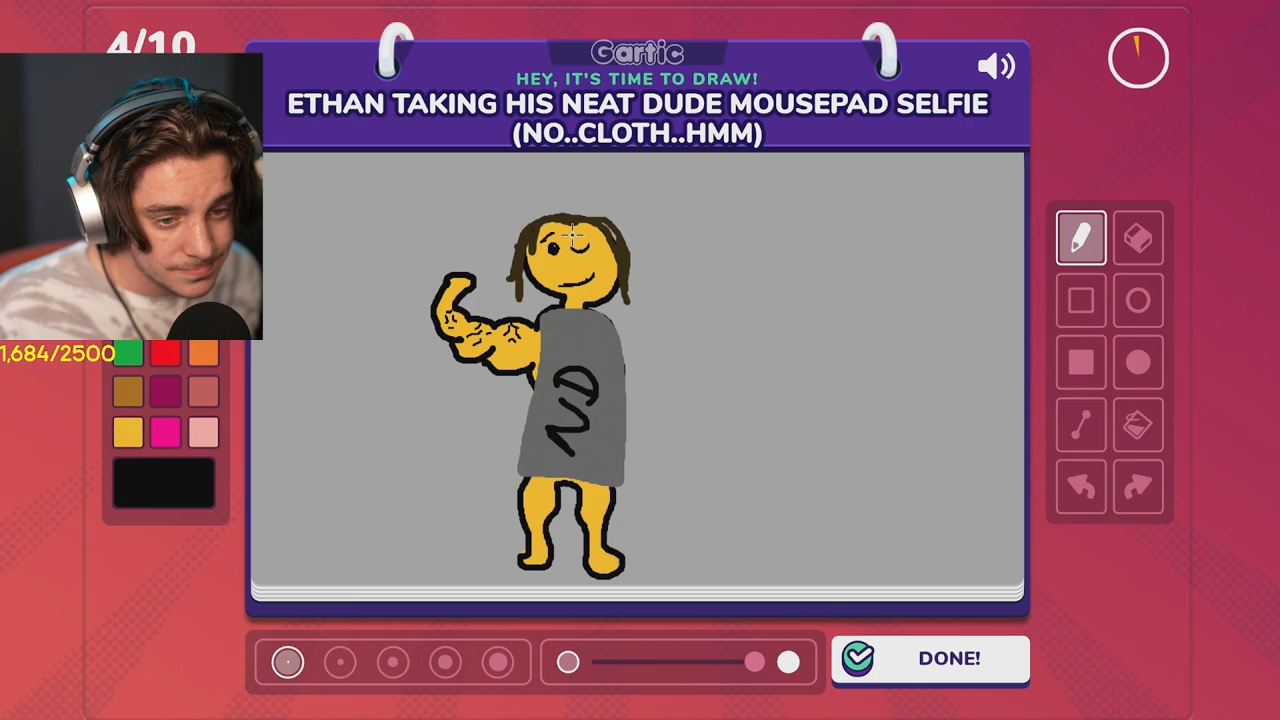 4/10
Gartic
HEY, IT'S TIME TO DRAW!
ETHAN TAKING HIS NEAT DUDE MOUSEPAD SELFIE
(NO..CLOTH..HMM)
1,684/2500
ND
DONE!